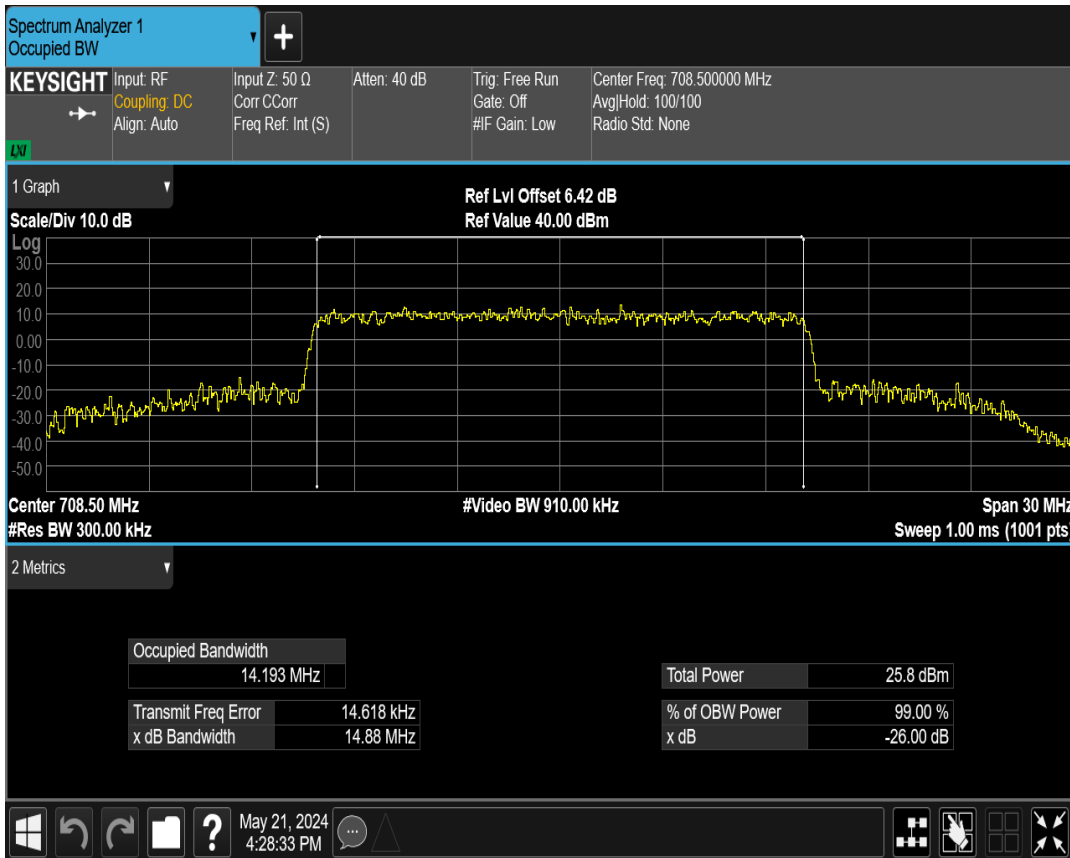 Spectrum Analyzer 1
Occupied BW
KEYSIGHT
LXI
Input: RF
Coupling: DC
Align: Auto
Input Z: 50 Ω
Corr CCorr
Freq Ref: Int (S)
Atten: 40 dB
Trig: Free Run
Gate: Off
#IF Gain: Low
Center Freq: 708.500000 MHz
Avg|Hold: 100/100
Radio Std: None
1 Graph
Scale/Div 10.0 dB
Ref Lvl Offset 6.42 dB
Ref Value 40.00 dBm
Log
30.0
20.0
10.0
0.00
-10.0
-20.0
-30.0
-40.0
-50.0
Center 708.50 MHz
#Video BW 910.00 kHz
Span 30 MHz
#Res BW 300.00 kHz
Sweep 1.00 ms (1001 pts)
2 Metrics
Occupied Bandwidth
14.193 MHz
Total Power 25.8 dBm
Transmit Freq Error 14.618 kHz
% of OBW Power 99.00 %
x dB Bandwidth 14.88 MHz
x dB -26.00 dB
?
May 21, 2024
4:28:33 PM